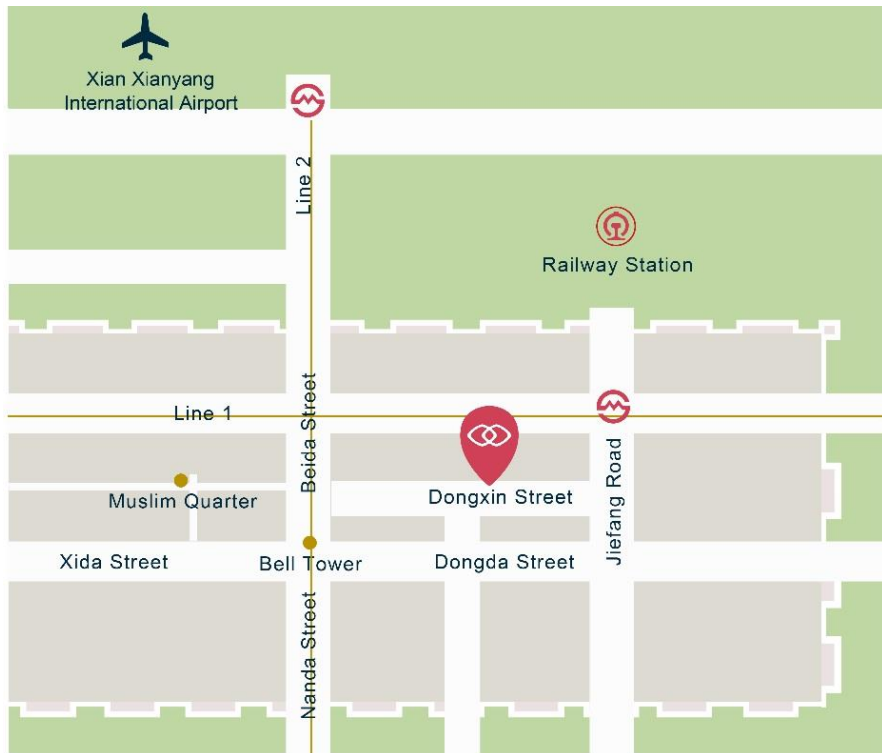 Xian Xianyang
International Airport
Line 2
Railway Station
Line 1
Beida Street
Muslim Quarter
Dongxin Street
Jiefang Road
Xida Street
Bell Tower
Dongda Street
Nanda Street